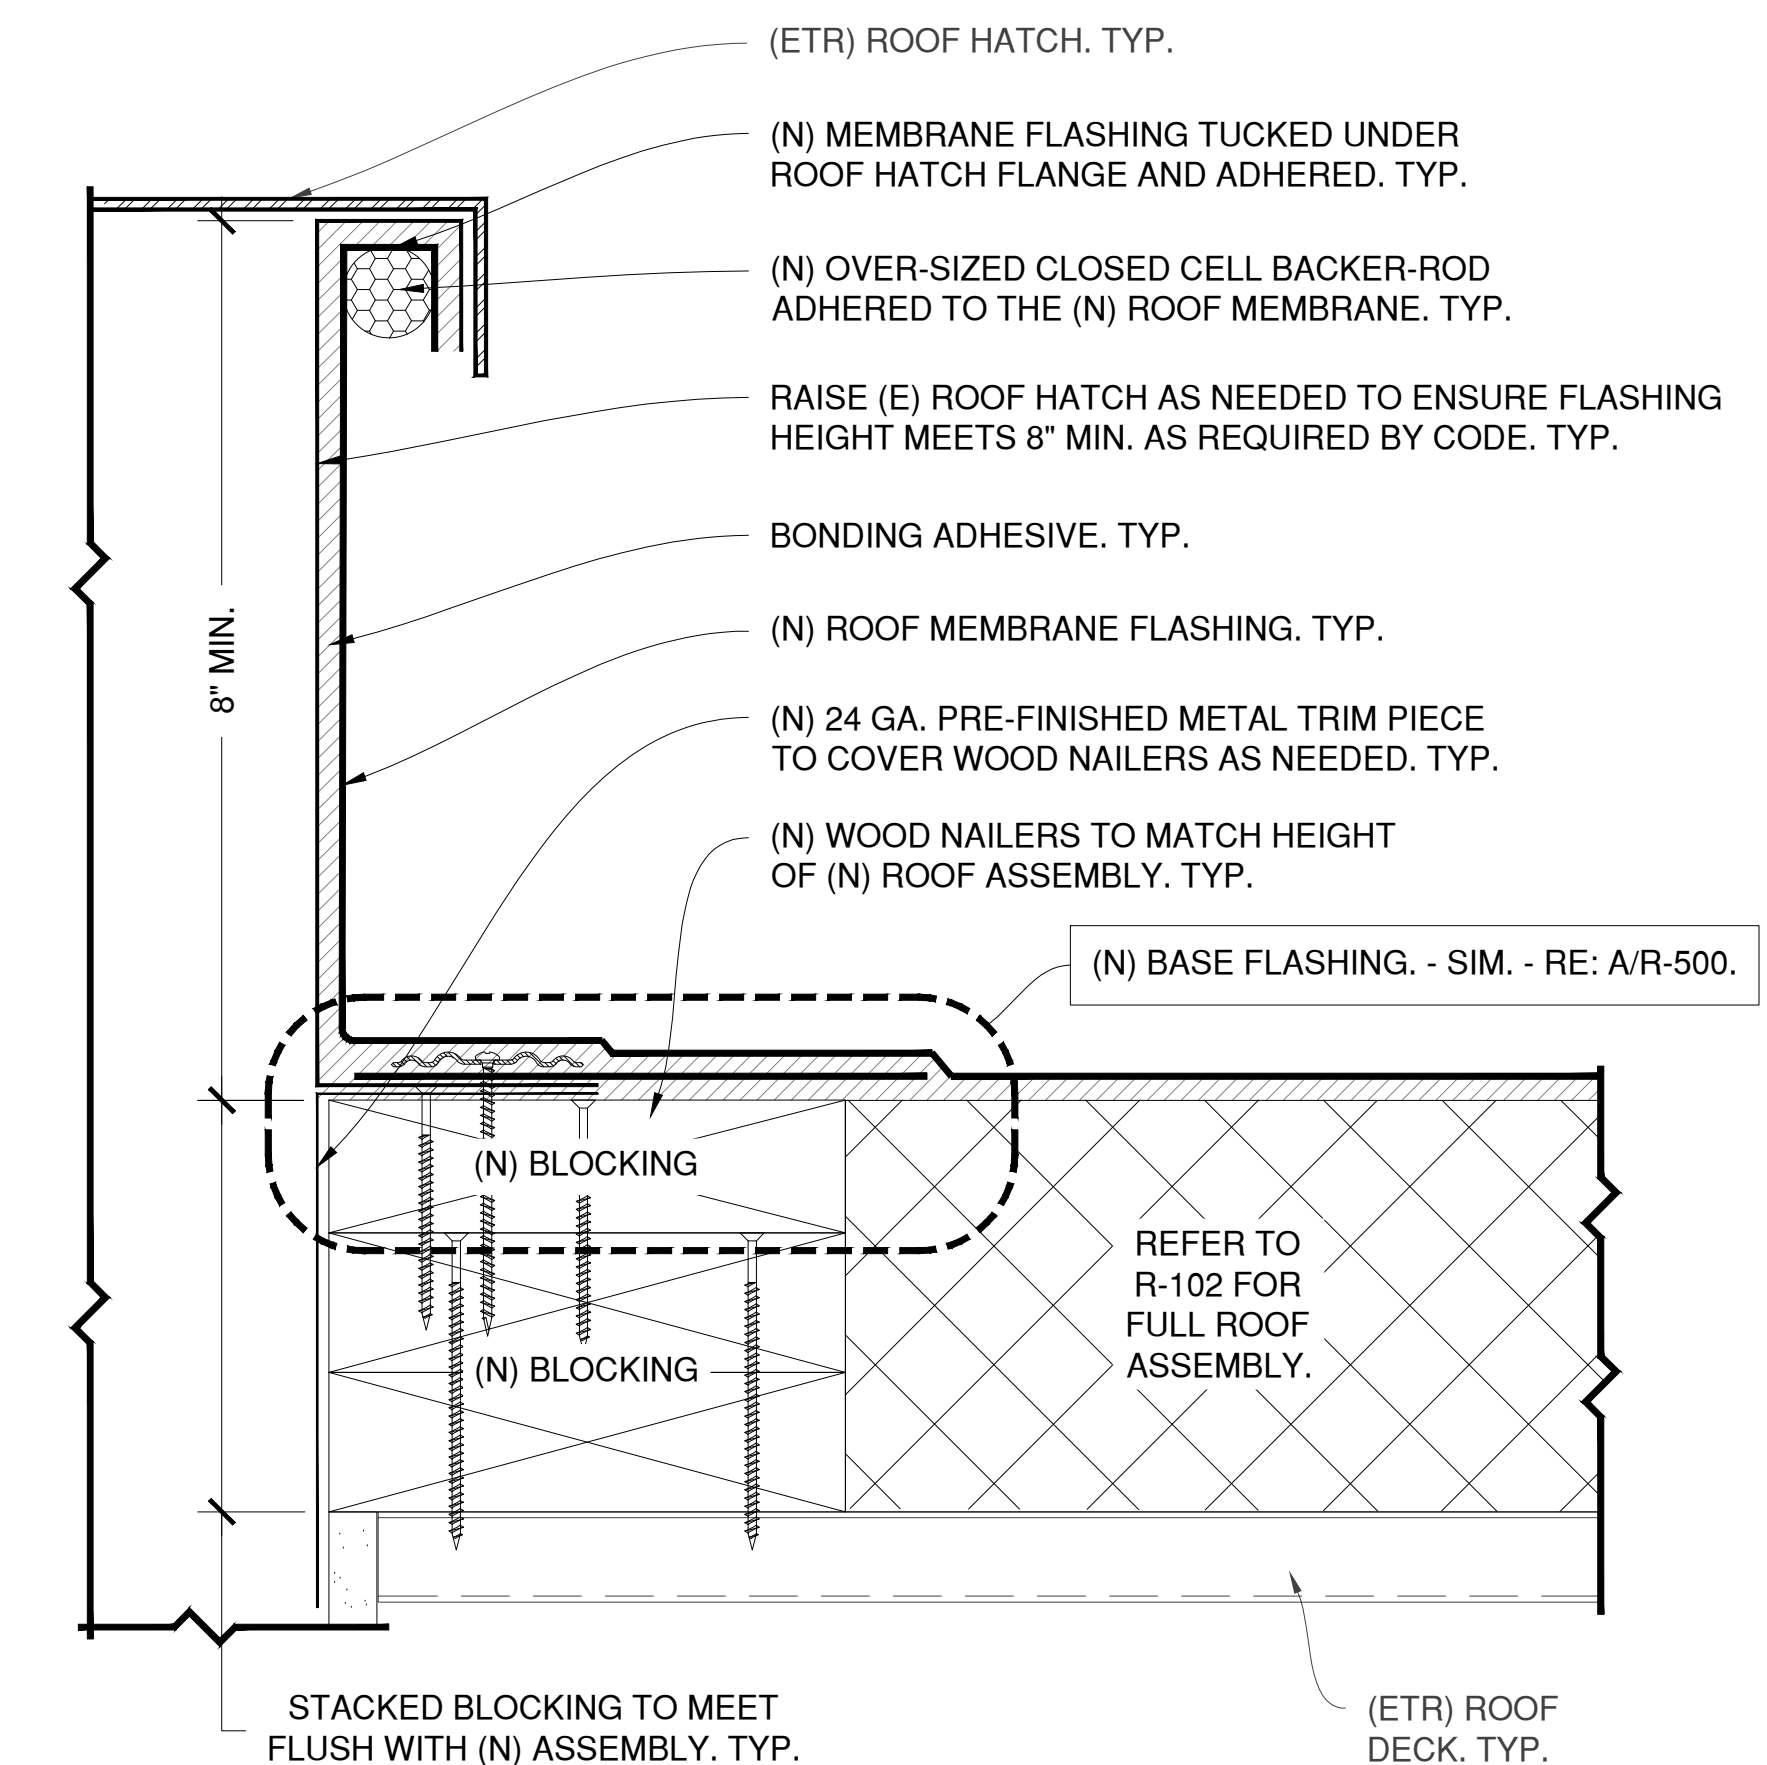 (ETR) ROOF HATCH. TYP.
(N) MEMBRANE FLASHING TUCKED UNDER
ROOF HATCH FLANGE AND ADHERED. TYP.
(N) OVER-SIZED CLOSED CELL BACKER-ROD
ADHERED TO THE (N) ROOF MEMBRANE. TYP.
RAISE (E) ROOF HATCH AS NEEDED TO ENSURE FLASHING
HEIGHT MEETS 8" MIN. AS REQUIRED BY CODE. TYP.
BONDING ADHESIVE. TYP.
(N) ROOF MEMBRANE FLASHING. TYP.
8" MIN.
(N) 24 GA. PRE-FINISHED METAL TRIM PIECE
TO COVER WOOD NAILERS AS NEEDED. TYP.
(N) WOOD NAILERS TO MATCH HEIGHT
OF (N) ROOF ASSEMBLY. TYP.
(N) BASE FLASHING. - SIM. - RE: A/R-500.
(N) BLOCKING
(N) BLOCKING
REFER TO
R-102 FOR
FULL ROOF
ASSEMBLY.
STACKED BLOCKING TO MEET
FLUSH WITH (N) ASSEMBLY. TYP.
(ETR) ROOF
DECK. TYP.